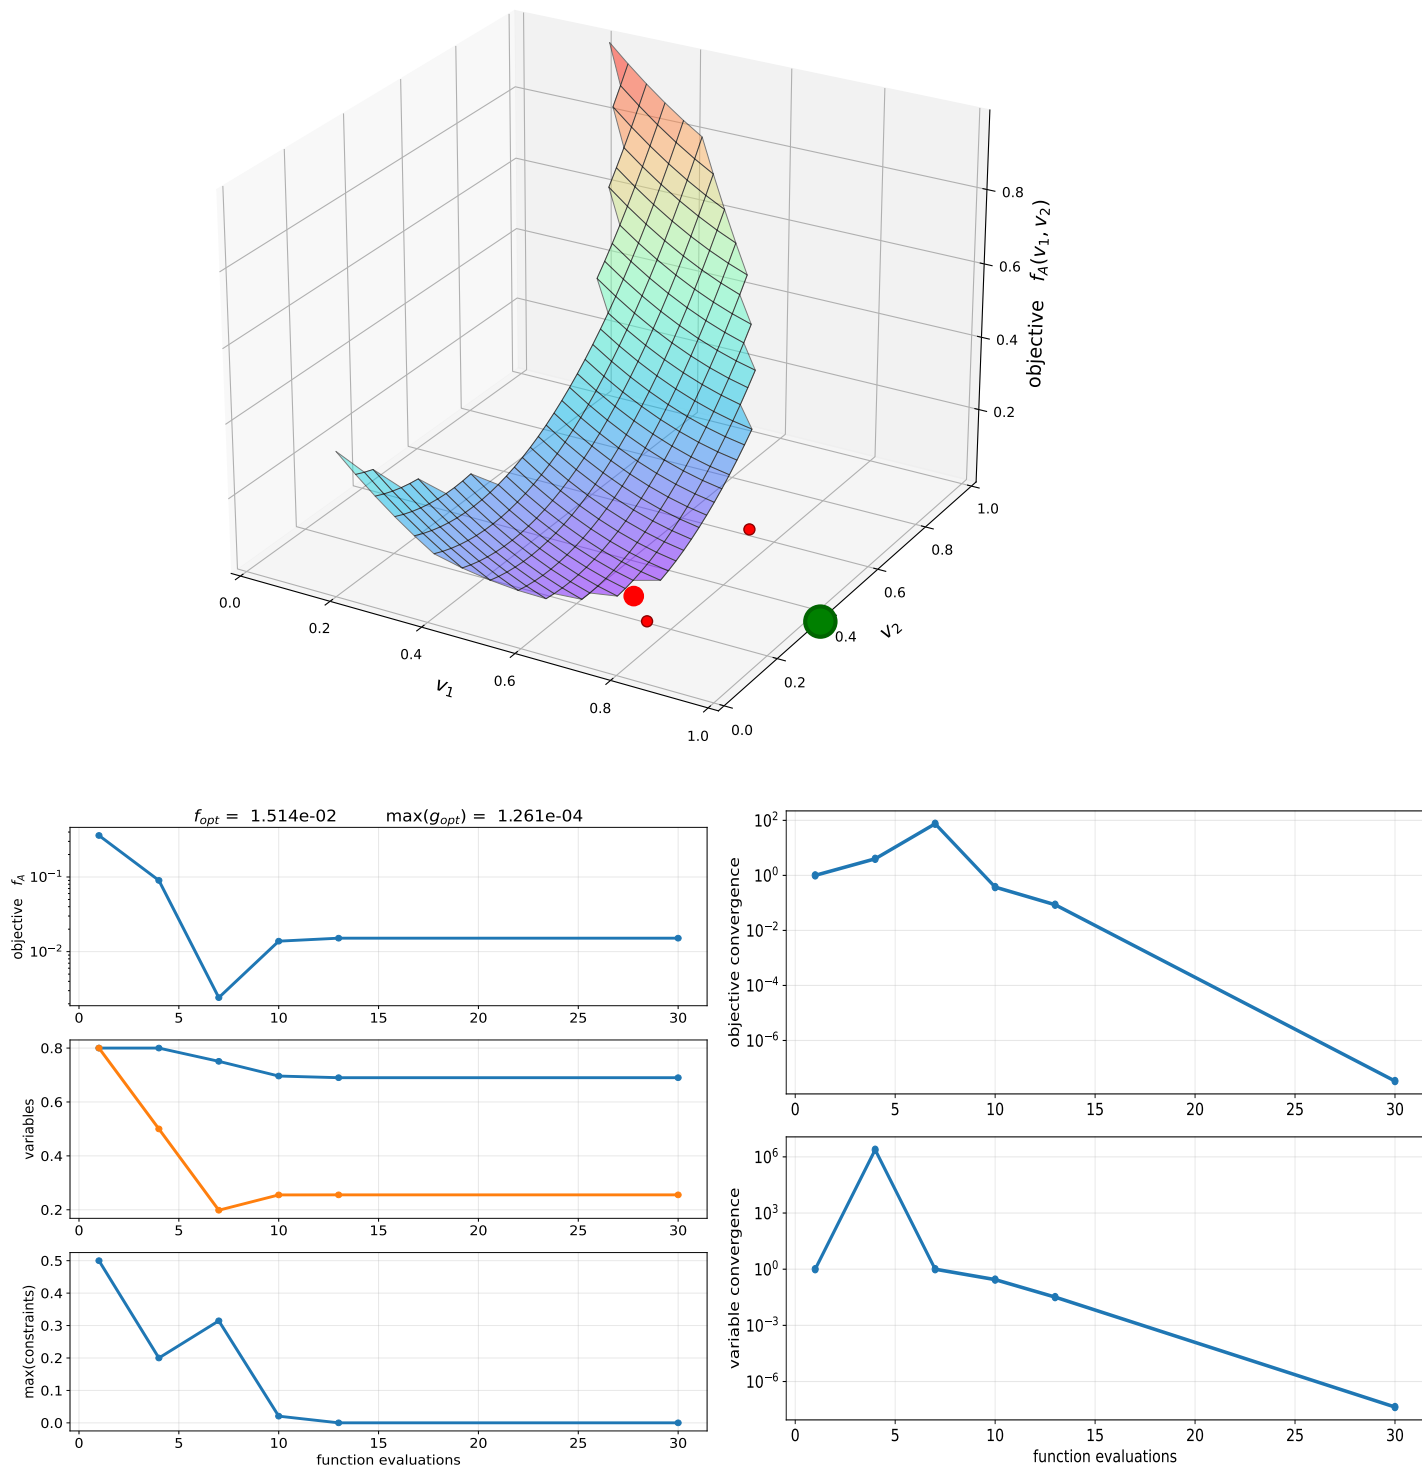 0.8
0.6
0.4
0.2
objective f_A(v_1, v_2)
0.0
0.2
0.4
0.6
0.8
1.0
v_1
0.0
0.2
0.4
0.6
0.8
1.0
v_2
f_opt = 1.514e-02 max(g_opt) = 1.261e-04
objective f_A
10^−1
10^−2
0 5 10 15 20 25 30
variables
0.8
0.6
0.4
0.2
0 5 10 15 20 25 30
max(constraints)
0.5
0.4
0.3
0.2
0.1
0.0
0 5 10 15 20 25 30
function evaluations
objective convergence
10^2
10^0
10^−2
10^−4
10^−6
0 5 10 15 20 25 30
variable convergence
10^6
10^3
10^0
10^−3
10^−6
0 5 10 15 20 25 30
function evaluations